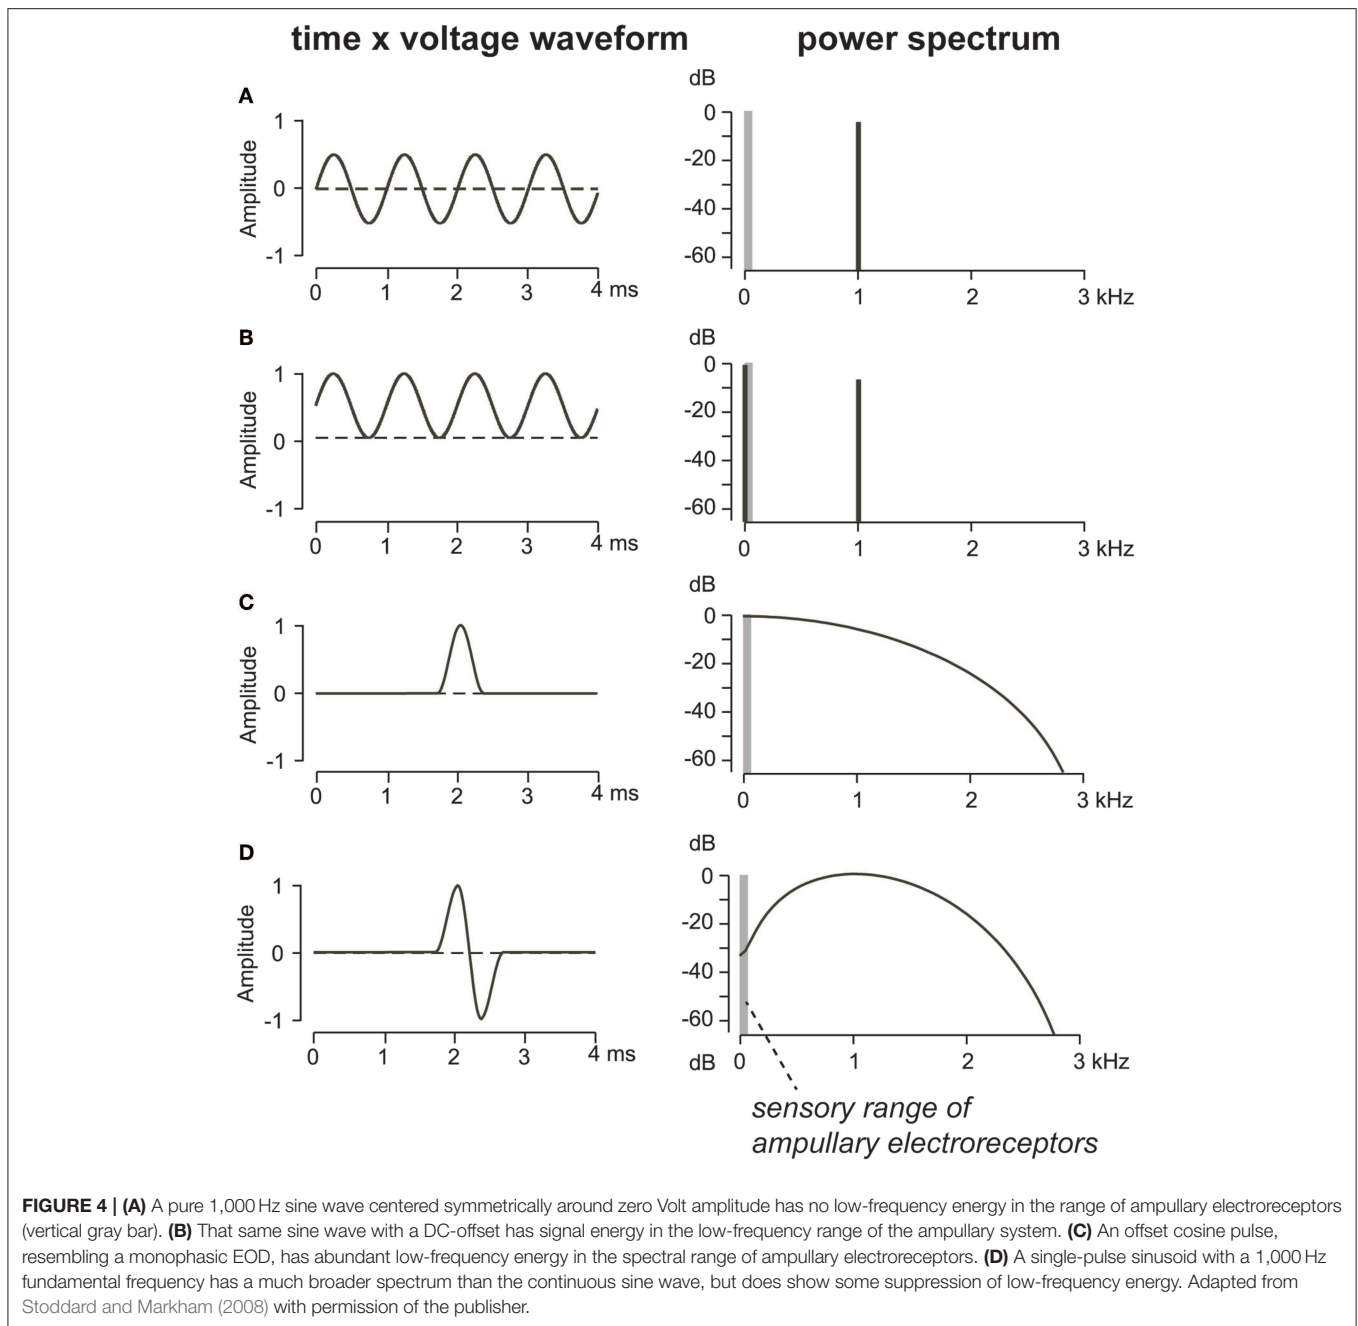 time x voltage waveform power spectrum
A
Amplitude
1
0
-1
0 1 2 3 4 ms
dB
0
-20
-40
-60
0 1 2 3 kHz
B
Amplitude
1
0
-1
0 1 2 3 4 ms
dB
0
-20
-40
-60
0 1 2 3 kHz
C
Amplitude
1
0
-1
0 1 2 3 4 ms
dB
0
-20
-40
-60
0 1 2 3 kHz
D
Amplitude
1
0
-1
0 1 2 3 4 ms
dB
0
-20
-40
-60
dB 0 1 2 3 kHz
sensory range of
ampullary electroreceptors
FIGURE 4 | (A) A pure 1,000 Hz sine wave centered symmetrically around zero Volt amplitude has no low-frequency energy in the range of ampullary electroreceptors
(vertical gray bar). (B) That same sine wave with a DC-offset has signal energy in the low-frequency range of the ampullary system. (C) An offset cosine pulse,
resembling a monophasic EOD, has abundant low-frequency energy in the spectral range of ampullary electroreceptors. (D) A single-pulse sinusoid with a 1,000 Hz
fundamental frequency has a much broader spectrum than the continuous sine wave, but does show some suppression of low-frequency energy. Adapted from
Stoddard and Markham (2008) with permission of the publisher.